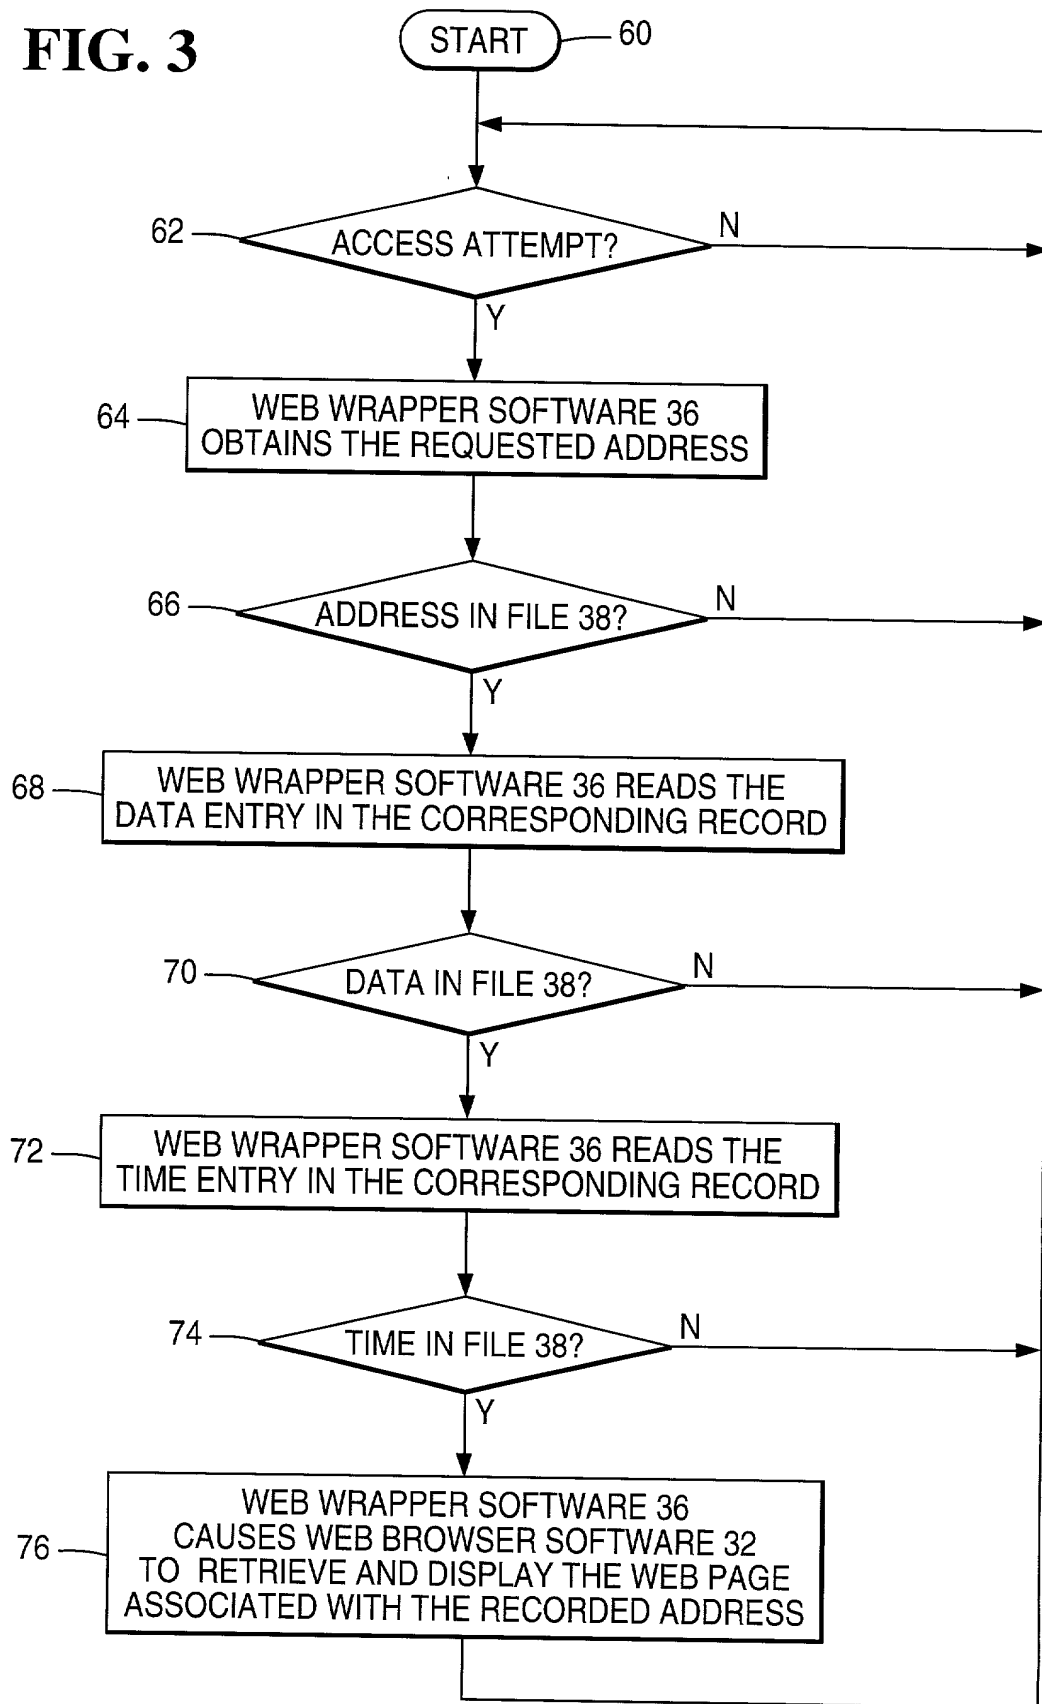 FIG. 3
START
60
62
ACCESS ATTEMPT?
N
Y
64
WEB WRAPPER SOFTWARE 36
OBTAINS THE REQUESTED ADDRESS
66
ADDRESS IN FILE 38?
N
Y
68
WEB WRAPPER SOFTWARE 36 READS THE
DATA ENTRY IN THE CORRESPONDING RECORD
70
DATA IN FILE 38?
N
Y
72
WEB WRAPPER SOFTWARE 36 READS THE
TIME ENTRY IN THE CORRESPONDING RECORD
74
TIME IN FILE 38?
N
Y
76
WEB WRAPPER SOFTWARE 36
CAUSES WEB BROWSER SOFTWARE 32
TO RETRIEVE AND DISPLAY THE WEB PAGE
ASSOCIATED WITH THE RECORDED ADDRESS